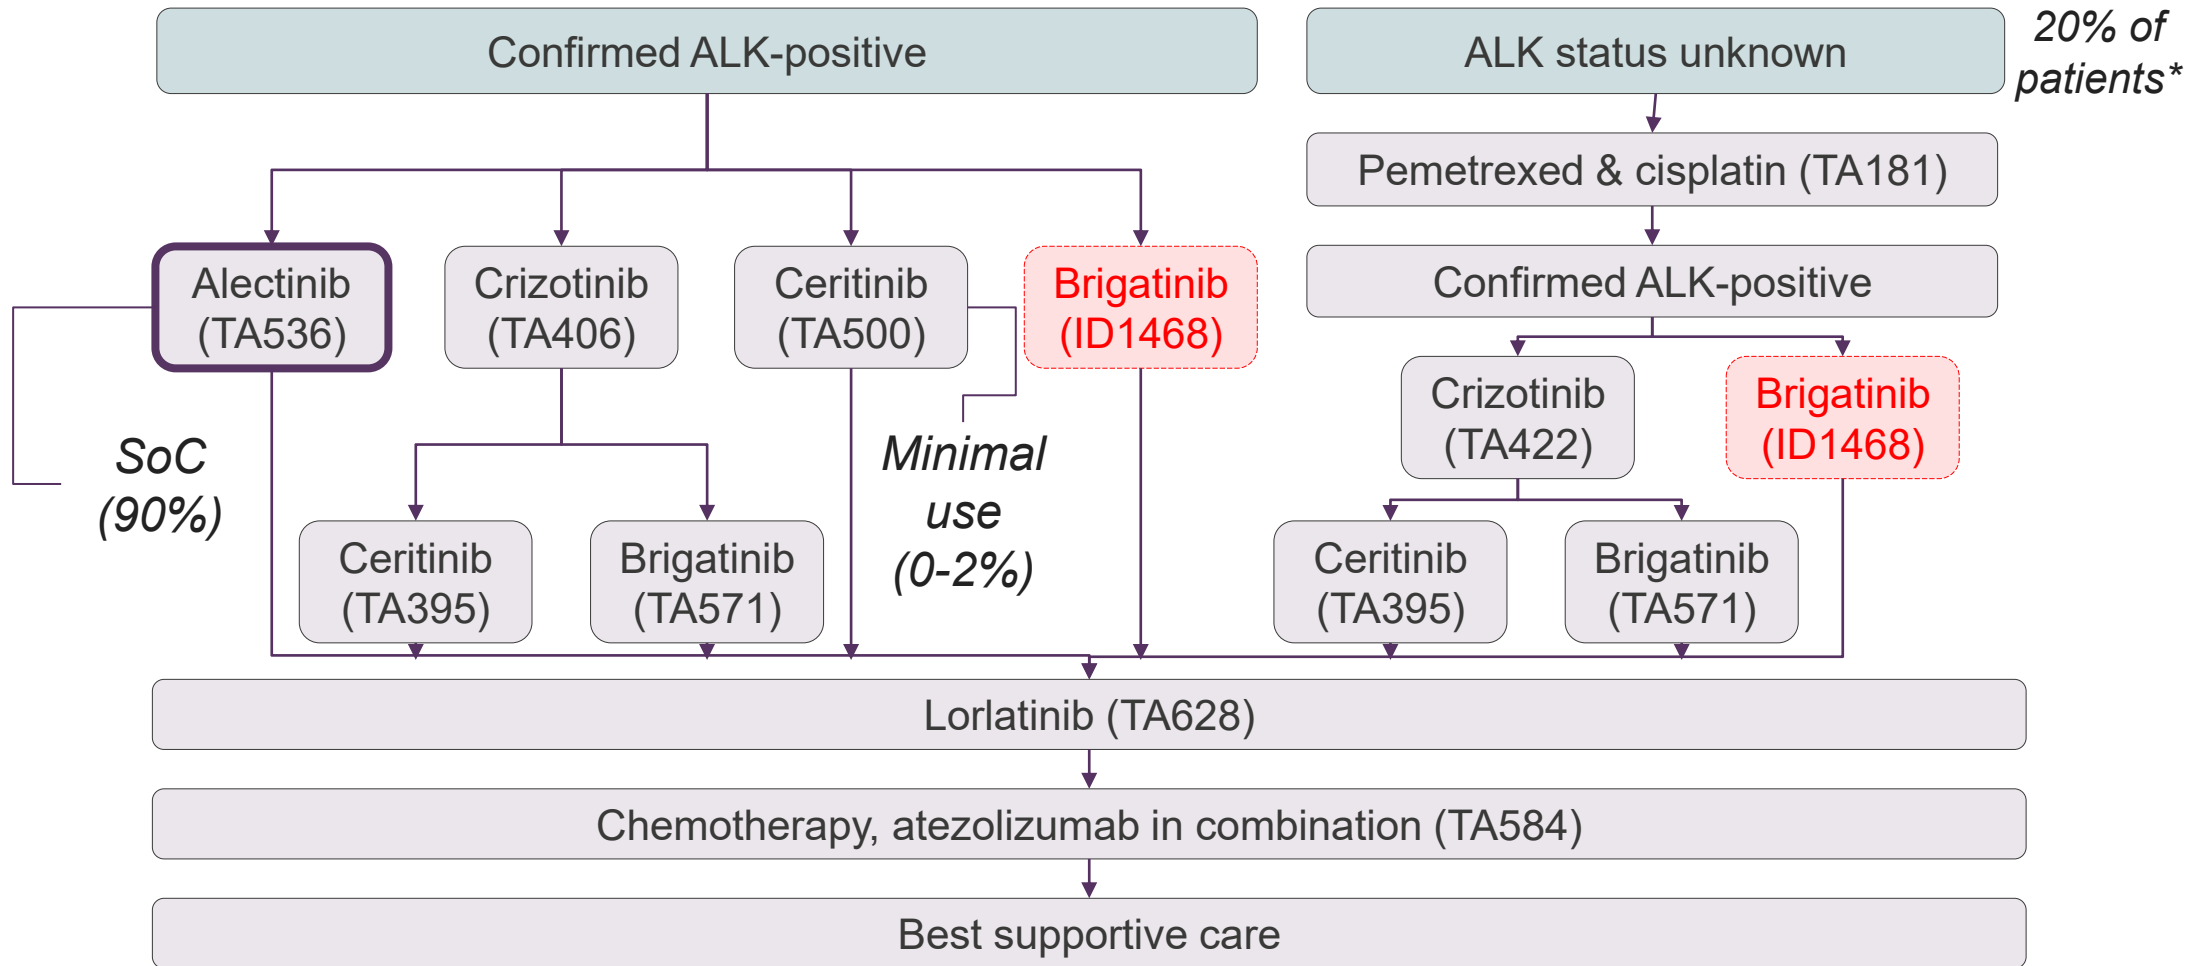 Confirmed ALK-positive
ALK status unknown
20% of
patients*
Pemetrexed & cisplatin (TA181)
Confirmed ALK-positive
Alectinib
(TA536)
Crizotinib
(TA406)
Ceritinib
(TA500)
Brigatinib
(ID1468)
Crizotinib
(TA422)
Brigatinib
(ID1468)
SoC
(90%)
Minimal
use
(0-2%)
Ceritinib
(TA395)
Brigatinib
(TA571)
Ceritinib
(TA395)
Brigatinib
(TA571)
Lorlatinib (TA628)
Chemotherapy, atezolizumab in combination (TA584)
Best supportive care